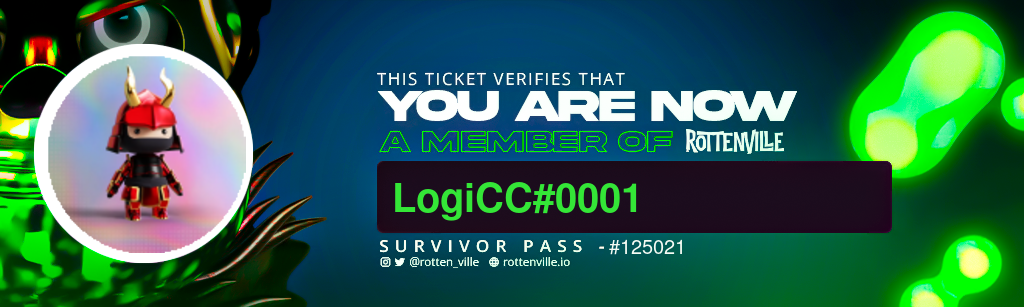 THIS TICKET VERIFIES THAT
YOU ARE NOW
A MEMBER OF ROTTENVILLE
LogiCC#0001
SURVIVOR PASS - #125021
@rotten_ville rottenville.io